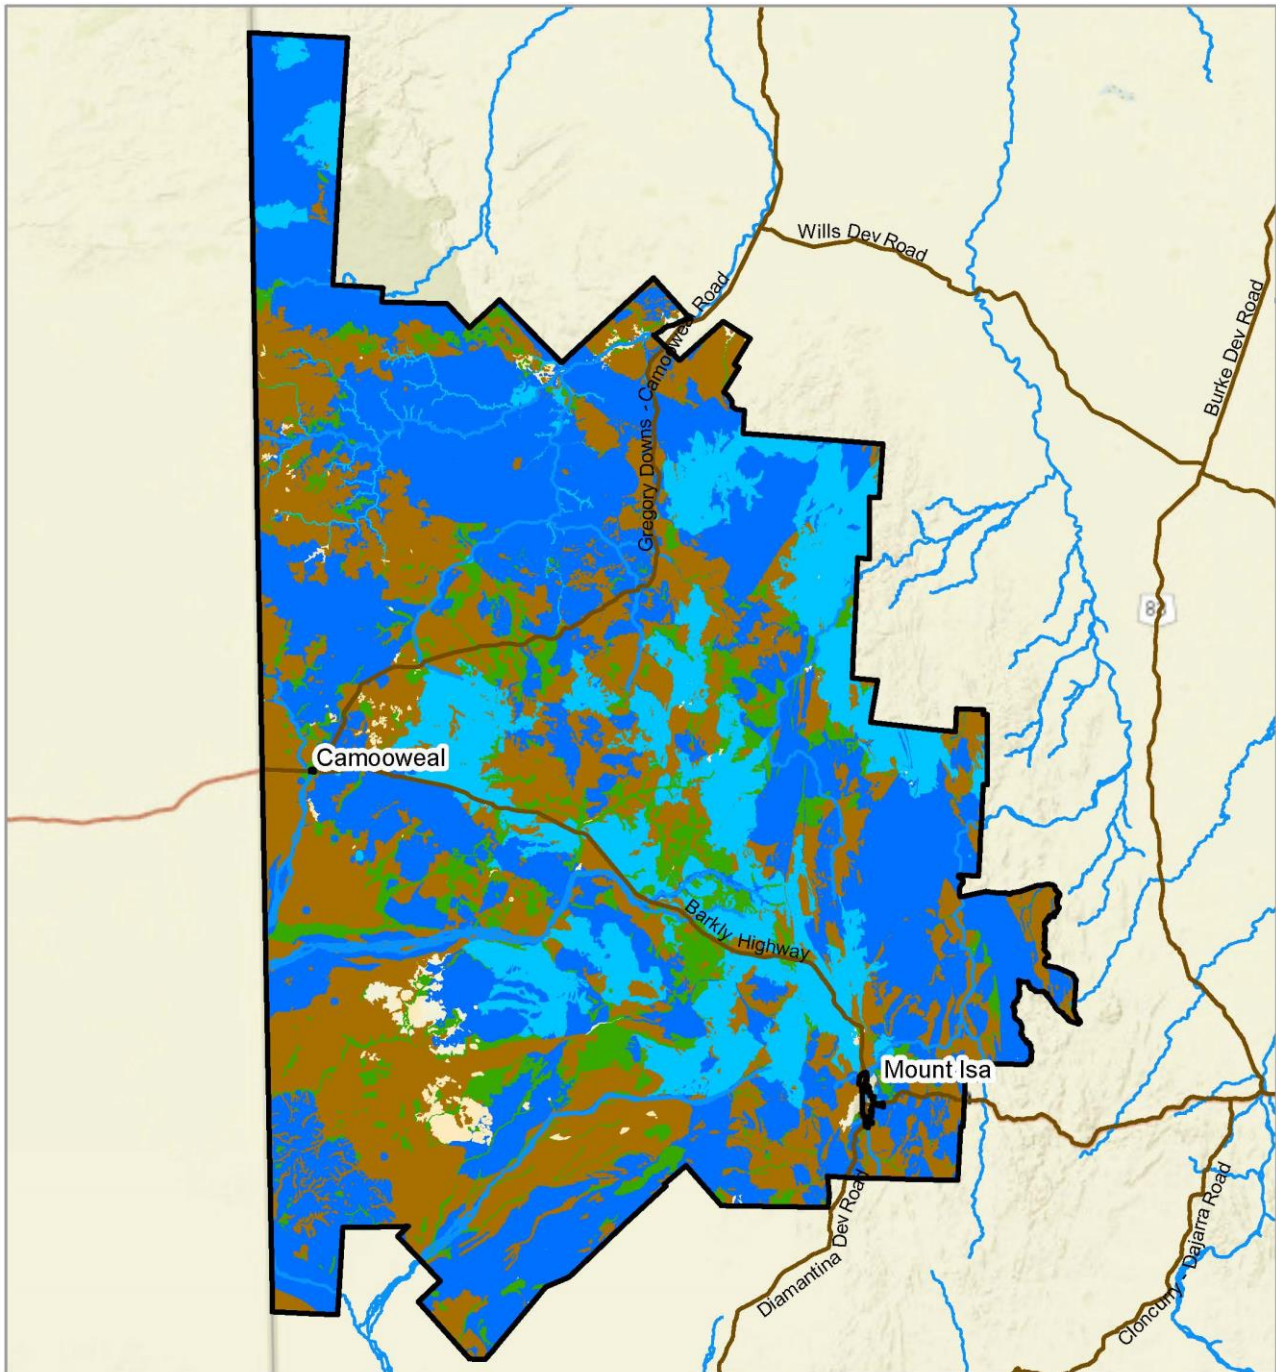 Wills Dev Road
Burke Dev Road
Gregory Downs - Camooweal Road
Camooweal
Barkly Highway
Mount Isa
Diamantina Dev Road
Cloncurry - Dajarra Road